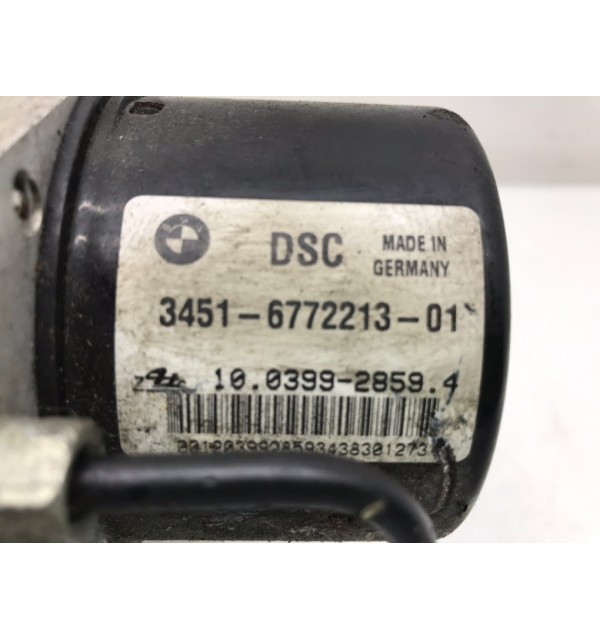 DSC MADE IN
GERMANY
3451-6772213-01
10.0399-2859.4